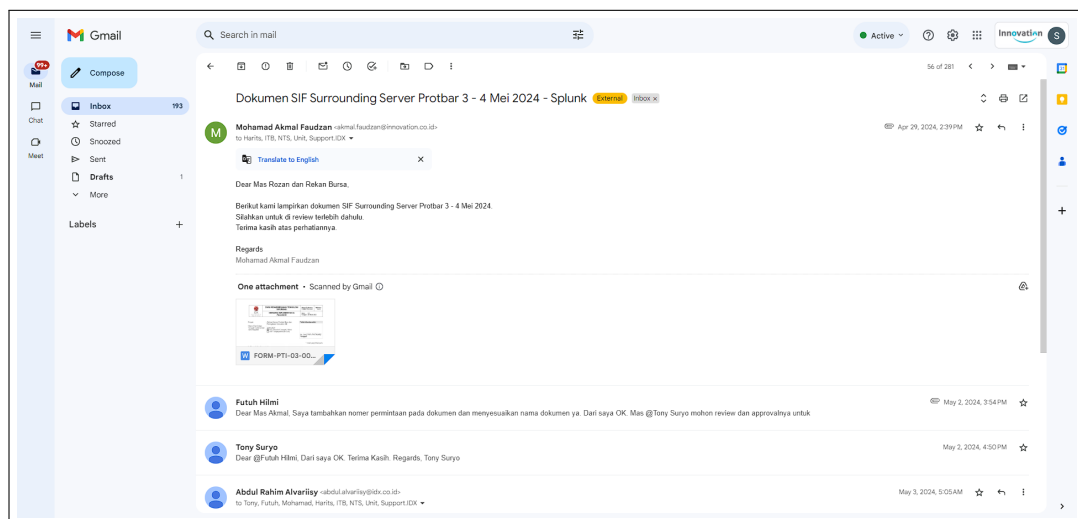 Gmail
Search in mail
Active
Innovation
S
99+
Mail
Chat
Meet
Compose
Inbox 193
Starred
Snoozed
Sent
Drafts 1
More
Labels
56 of 281
Dokumen SIF Surrounding Server Protbar 3 - 4 Mei 2024 - Splunk External Inbox x
M
Mohamad Akmal Faudzan <akmal.faudzan@innovation.co.id> Apr 29, 2024, 2:39 PM
to Harits, ITB, NTS, Unit, Support.IDX
Translate to English
Dear Mas Rozan dan Rekan Bursa,
Berikut kami lampirkan dokumen SIF Surrounding Server Protbar 3 - 4 Mei 2024.
Silahkan untuk di review terlebih dahulu.
Terima kasih atas perhatiannya.
Regards
Mohamad Akmal Faudzan
One attachment • Scanned by Gmail
W FORM-PTI-03-00...
Futuh Hilmi May 2, 2024, 3:54 PM
Dear Mas Akmal, Saya tambahkan nomer permintaan pada dokumen dan menyesuaikan nama dokumen ya. Dari saya OK. Mas @Tony Suryo mohon review dan approvalnya untuk
Tony Suryo May 2, 2024, 4:50 PM
Dear @Futuh Hilmi, Dari saya OK. Terima Kasih. Regards, Tony Suryo
Abdul Rahim Alvariisy <abdul.alvariisy@idx.co.id> May 3, 2024, 5:05 AM
to Tony, Futuh, Mohamad, Harits, ITB, NTS, Unit, Support.IDX